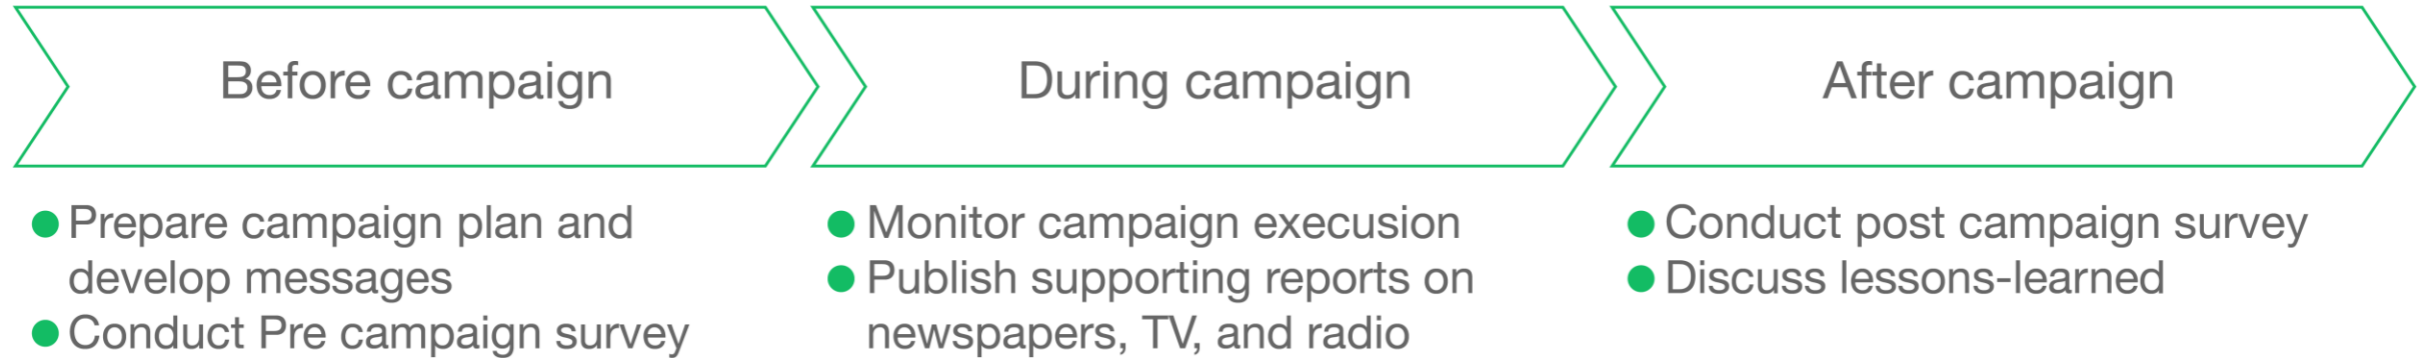 Before campaign
Prepare campaign plan and
develop messages
Conduct Pre campaign survey
During campaign
Monitor campaign execusion
Publish supporting reports on
newspapers, TV, and radio
After campaign
Conduct post campaign survey
Discuss lessons-learned